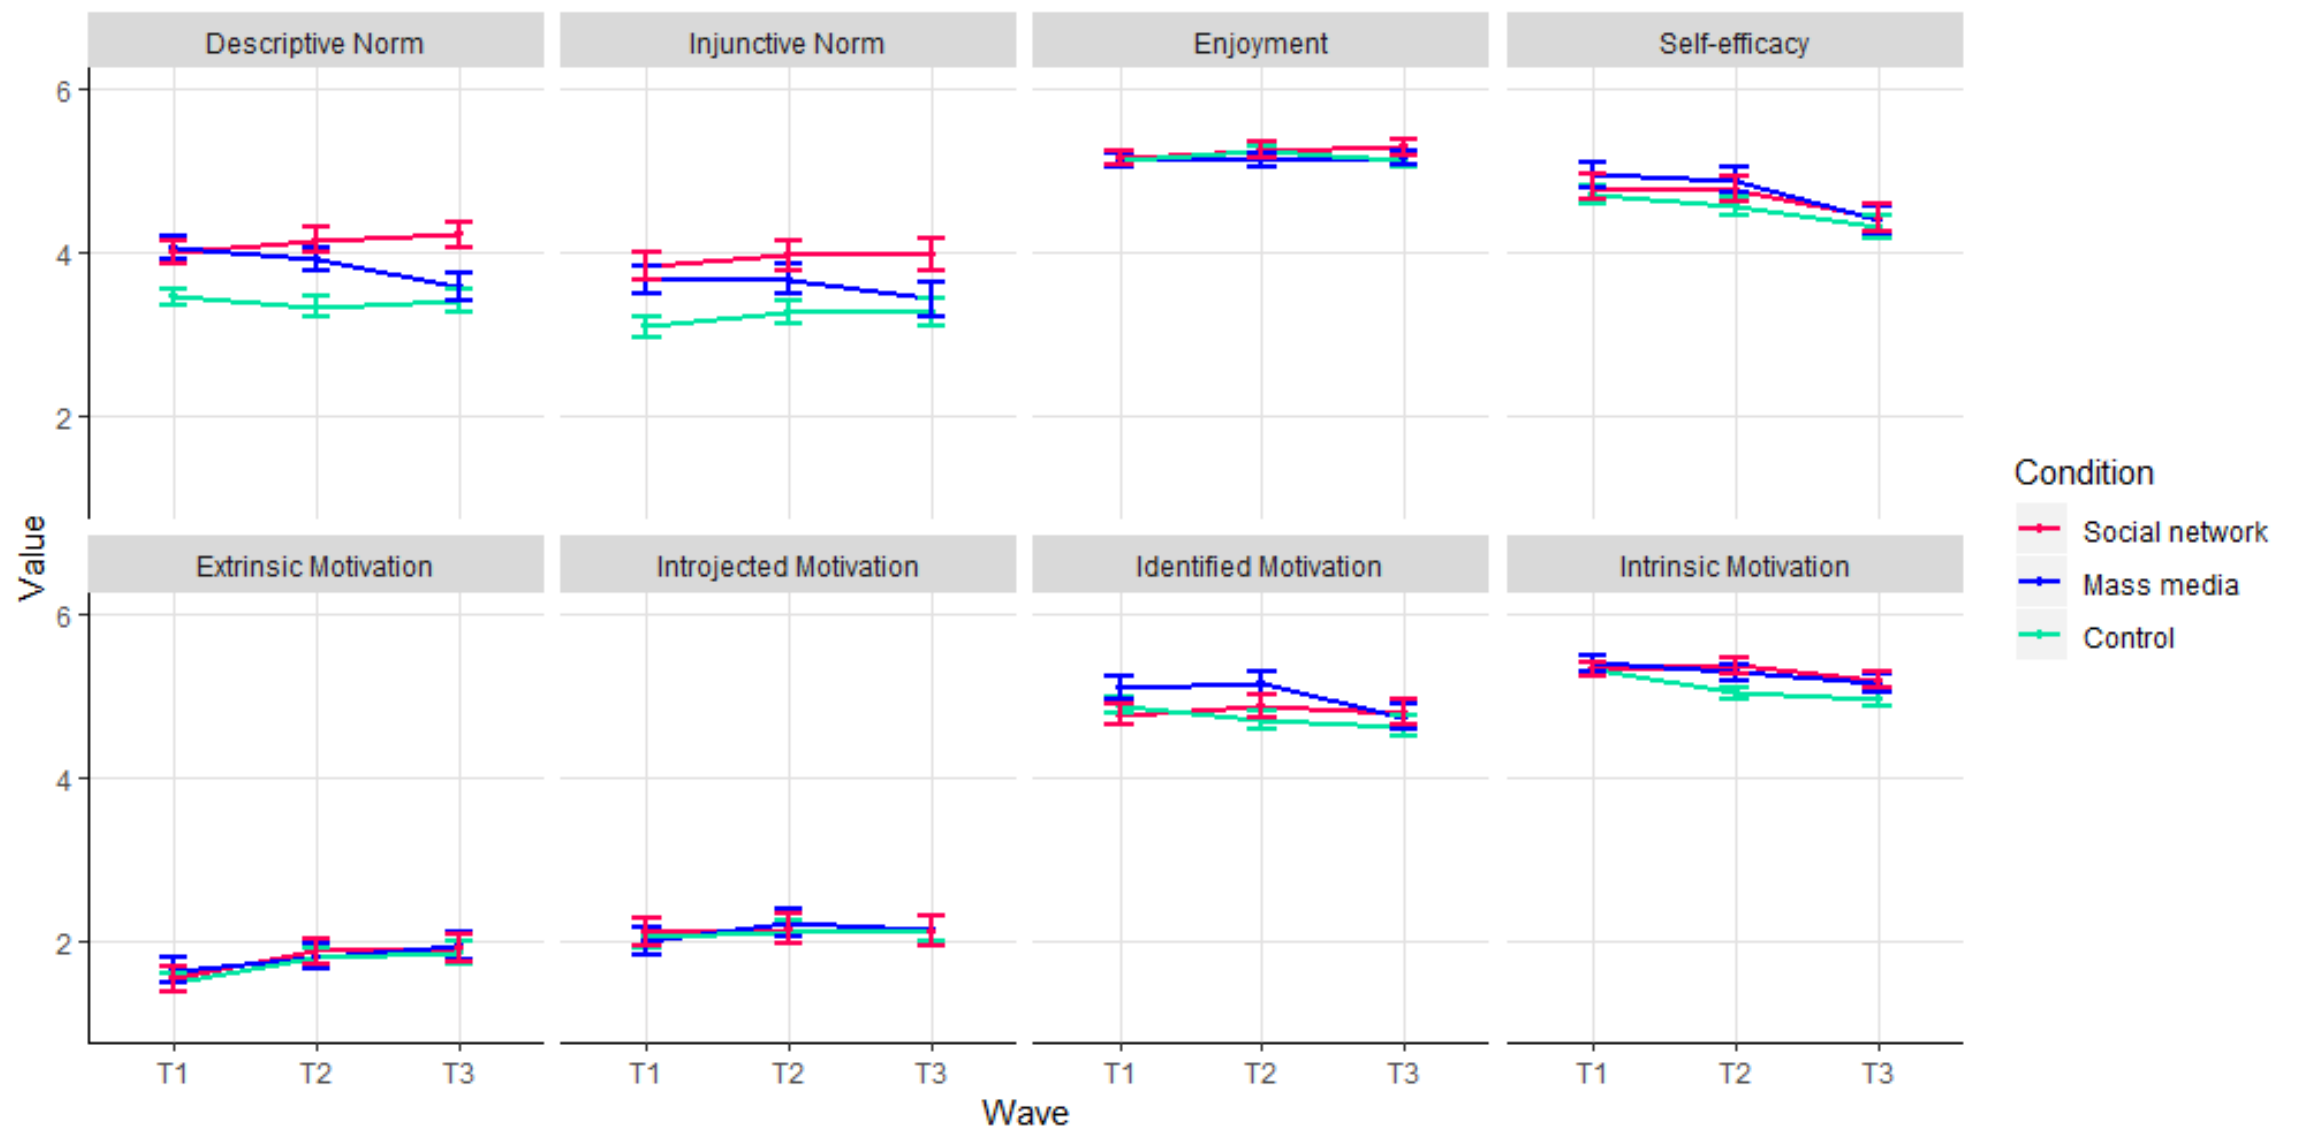 Descriptive Norm
Injunctive Norm
Enjoyment
Self-efficacy
6
4
2
Value
Extrinsic Motivation
Introjected Motivation
Identified Motivation
Intrinsic Motivation
6
4
2
T1 T2 T3
T1 T2 T3
T1 T2 T3
T1 T2 T3
Wave
Condition
Social network
Mass media
Control